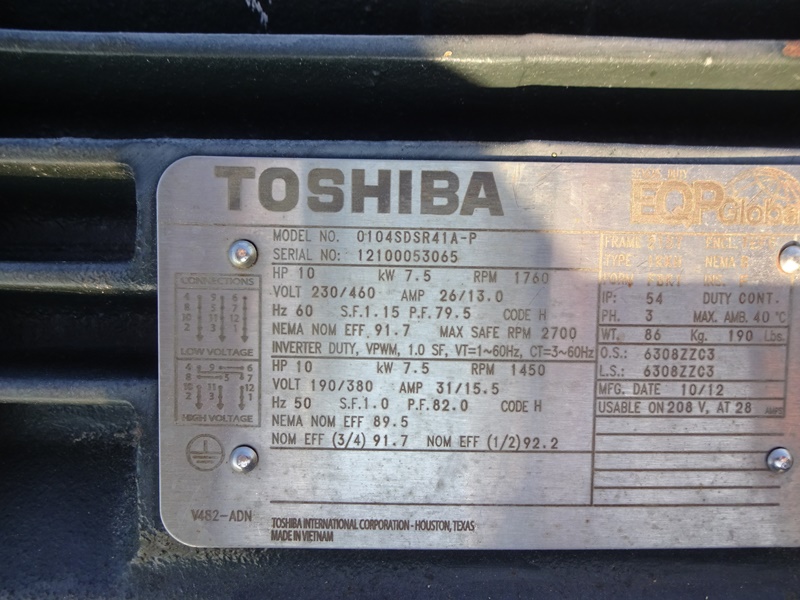 TOSHIBA
EQP Global
MODEL NO. 0104SDSR41A-P
SERIAL NO: 12100053065
HP 10 kW 7.5 RPM 1760
VOLT 230/460 AMP 26/13.0
Hz 60 S.F. 1.15 P.F. 79.5 CODE H
NEMA NOM EFF. 91.7 MAX SAFE RPM 2700
INVERTER DUTY, VPWM, 1.0 SF, VT=1~60Hz, CT=3~60Hz
HP 10 kW 7.5 RPM 1450
VOLT 190/380 AMP 31/15.5
Hz 50 S.F. 1.0 P.F. 82.0 CODE H
NEMA NOM EFF 89.5
NOM EFF (3/4) 91.7 NOM EFF (1/2) 92.2
FRAME
TYPE
IP: 54 DUTY CONT.
PH. 3 MAX. AMB. 40 °C
WT. 86 Kg. 190 Lbs.
O.S.: 6308ZZC3
L.S.: 6308ZZC3
MFG. DATE 10/12
USABLE ON 208 V, AT 28 AMPS
CONNECTIONS
LOW VOLTAGE
HIGH VOLTAGE
V482-ADN
TOSHIBA INTERNATIONAL CORPORATION - HOUSTON, TEXAS
MADE IN VIETNAM